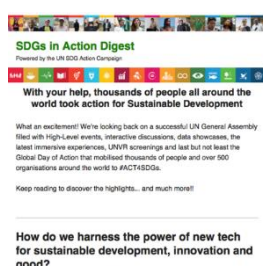 SDGs in Action Digest
Powered by the UN SDG Action Campaign
With your help, thousands of people all around the
world took action for Sustainable Development
What an excitement! We're looking back on a successful UN General Assembly
filled with High-Level events, interactive discussions, data showcases, the
latest immersive experiences, UNVR screenings and last but not least the
Global Day of Action that mobilised thousands of people and over 500
organisations around the world to #ACT4SDGs.
Keep reading to discover the highlights... and much more!!
How do we harness the power of new tech
for sustainable development, innovation and
good?